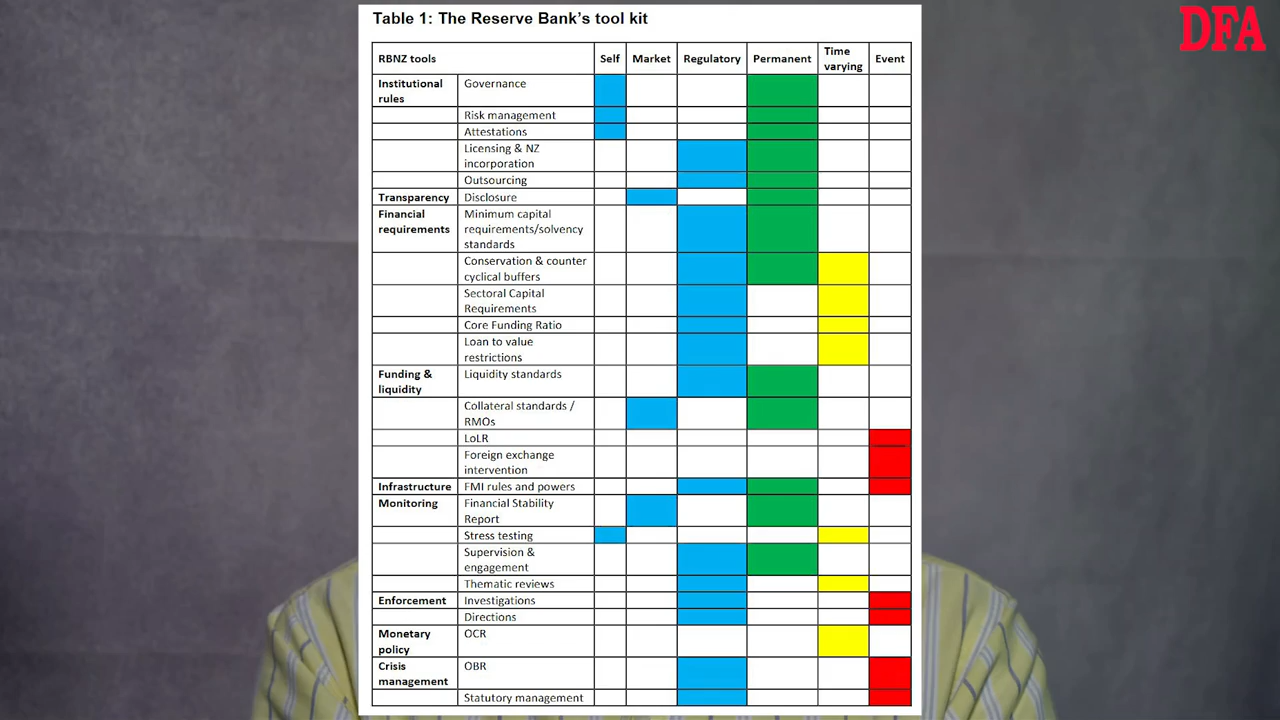 Table 1: The Reserve Bank's tool kit
DFA
RBNZ tools Self Market Regulatory Permanent Time varying Event
Institutional rules Governance
Risk management
Attestations
Licensing & NZ incorporation
Outsourcing
Transparency Disclosure
Financial requirements Minimum capital requirements/solvency standards
Conservation & counter cyclical buffers
Sectoral Capital Requirements
Core Funding Ratio
Loan to value restrictions
Funding & liquidity Liquidity standards
Collateral standards / RMOs
LoLR
Foreign exchange intervention
Infrastructure FMI rules and powers
Monitoring Financial Stability Report
Stress testing
Supervision & engagement
Thematic reviews
Enforcement Investigations
Directions
Monetary policy OCR
Crisis management OBR
Statutory management